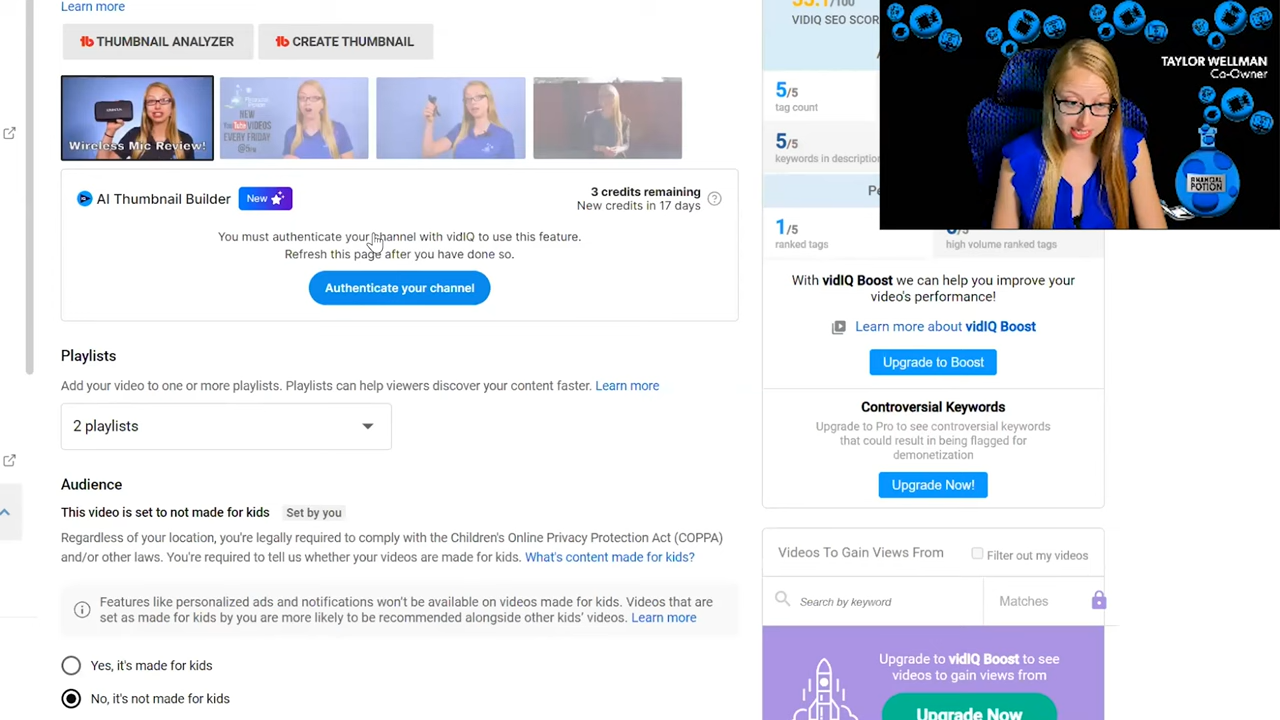 Learn more
THUMBNAIL ANALYZER
CREATE THUMBNAIL
Wireless Mic Review!
NEW
YouTube VIDEOS
EVERY FRIDAY
AI Thumbnail Builder
New
3 credits remaining
New credits in 17 days
You must authenticate your channel with vidIQ to use this feature.
Refresh this page after you have done so.
Authenticate your channel
Playlists
Add your video to one or more playlists. Playlists can help viewers discover your content faster. Learn more
2 playlists
Audience
This video is set to not made for kids
Set by you
Regardless of your location, you're legally required to comply with the Children's Online Privacy Protection Act (COPPA)
and/or other laws. You're required to tell us whether your videos are made for kids. What's content made for kids?
Features like personalized ads and notifications won't be available on videos made for kids. Videos that are
set as made for kids by you are more likely to be recommended alongside other kids' videos. Learn more
Yes, it's made for kids
No, it's not made for kids
/100
VIDIQ SEO SCOR
5/5
tag count
5/5
keywords in description
Pe
1/5
ranked tags
/5
high volume ranked tags
With vidIQ Boost we can help you improve your
video's performance!
Learn more about vidIQ Boost
Upgrade to Boost
Controversial Keywords
Upgrade to Pro to see controversial keywords
that could result in being flagged for
demonetization
Upgrade Now!
Videos To Gain Views From
Filter out my videos
Search by keyword
Matches
Upgrade to vidIQ Boost to see
videos to gain views from
Upgrade Now
TAYLOR WELLMAN
Co-Owner
FINANCIAL
POTION